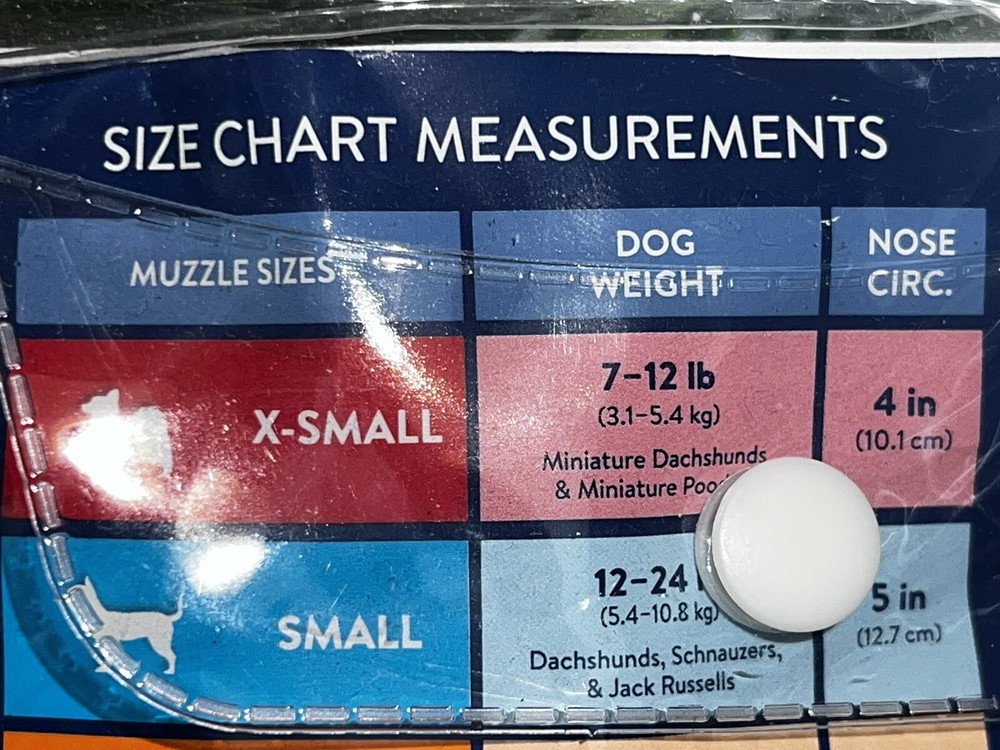 SIZE CHART MEASUREMENTS
MUZZLE SIZES
DOG
WEIGHT
NOSE
CIRC.
X-SMALL
7–12 lb
(3.1–5.4 kg)
Miniature Dachshunds
& Miniature
4 in
(10.1 cm)
SMALL
12–24
(5.4–10.8 kg)
Dachshunds, Schnauzers,
& Jack Russells
5 in
(12.7 cm)